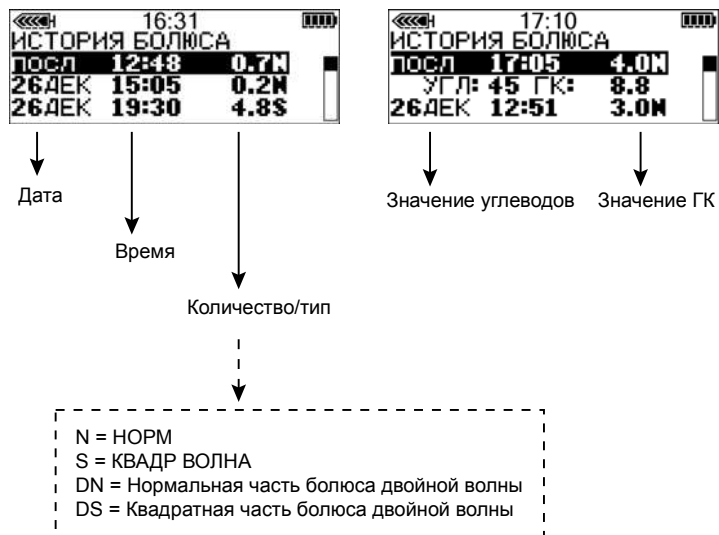 16:31
ИСТОРИЯ БОЛЮСА
ПОСЛ 12:48 0.7N
26ДЕК 15:05 0.2N
26ДЕК 19:30 4.8S
Дата
Время
Количество/тип
17:10
ИСТОРИЯ БОЛЮСА
ПОСЛ 17:05 4.0N
УГЛ: 45 ГК: 8.8
26ДЕК 12:51 3.0N
Значение углеводов Значение ГК
N = НОРМ
S = КВАДР ВОЛНА
DN = Нормальная часть болюса двойной волны
DS = Квадратная часть болюса двойной волны